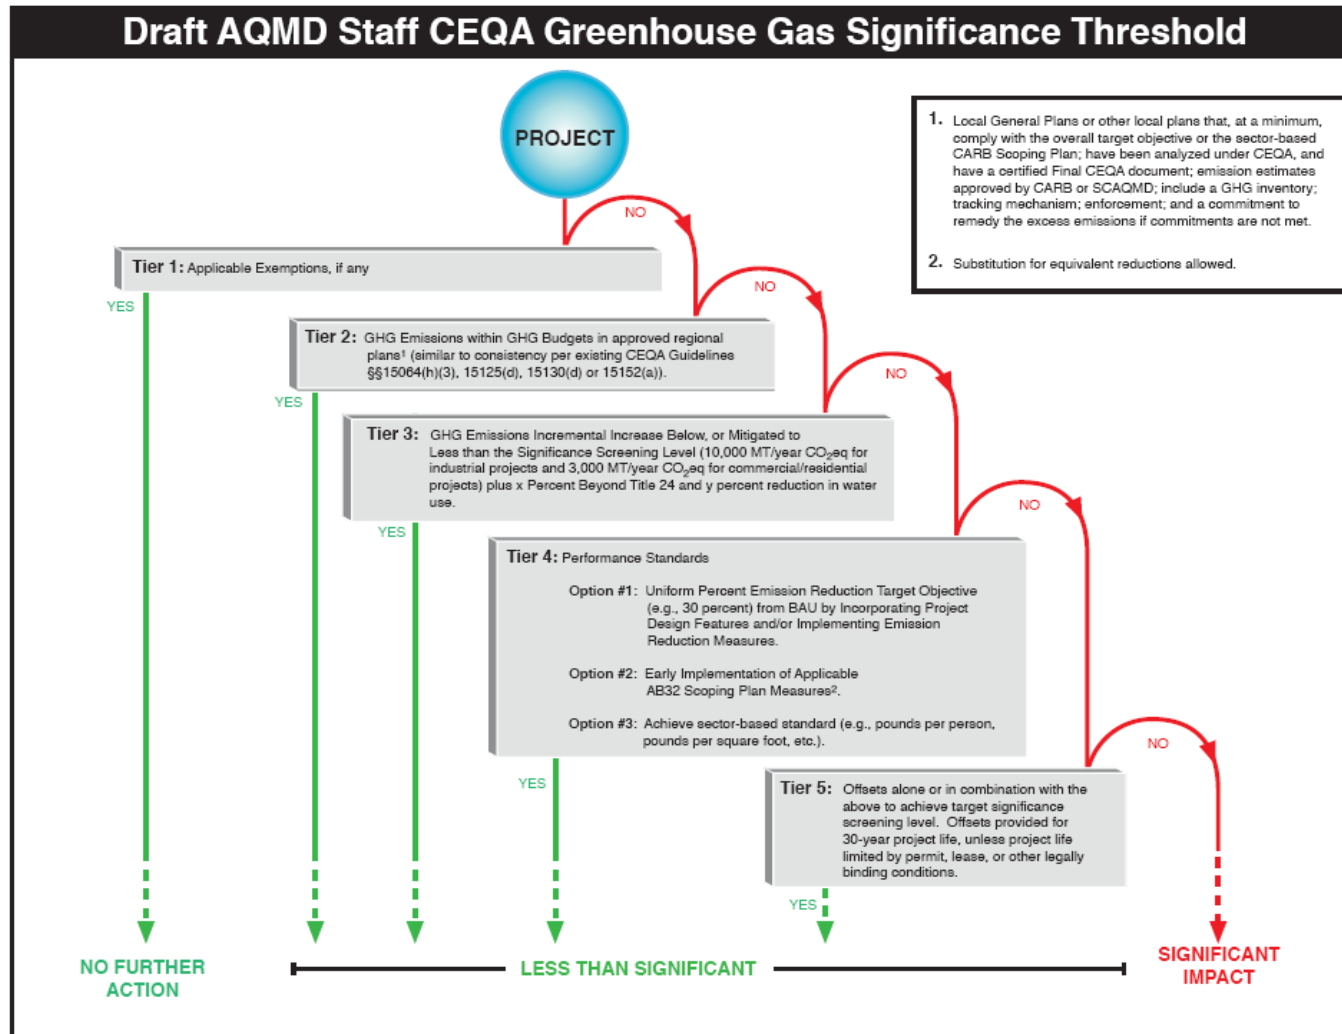 Draft AQMD Staff CEQA Greenhouse Gas Significance Threshold
PROJECT
1. Local General Plans or other local plans that, at a minimum,
comply with the overall target objective or the sector-based
CARB Scoping Plan; have been analyzed under CEQA, and
have a certified Final CEQA document; emission estimates
approved by CARB or SCAQMD; include a GHG inventory;
tracking mechanism; enforcement; and a commitment to
remedy the excess emissions if commitments are not met.
2. Substitution for equivalent reductions allowed.
NO
Tier 1: Applicable Exemptions, if any
YES
NO
Tier 2: GHG Emissions within GHG Budgets in approved regional
plans¹ (similar to consistency per existing CEQA Guidelines
§§15064(h)(3), 15125(d), 15130(d) or 15152(a)).
YES
NO
Tier 3: GHG Emissions Incremental Increase Below, or Mitigated to
Less than the Significance Screening Level (10,000 MT/year CO₂eq for
industrial projects and 3,000 MT/year CO₂eq for commercial/residential
projects) plus x Percent Beyond Title 24 and y percent reduction in water
use.
YES
NO
Tier 4: Performance Standards
Option #1: Uniform Percent Emission Reduction Target Objective
(e.g., 30 percent) from BAU by Incorporating Project
Design Features and/or Implementing Emission
Reduction Measures.
Option #2: Early Implementation of Applicable
AB32 Scoping Plan Measures².
Option #3: Achieve sector-based standard (e.g., pounds per person,
pounds per square foot, etc.).
YES
NO
Tier 5: Offsets alone or in combination with the
above to achieve target significance
screening level. Offsets provided for
30-year project life, unless project life
limited by permit, lease, or other legally
binding conditions.
YES
NO FURTHER
ACTION
LESS THAN SIGNIFICANT
SIGNIFICANT
IMPACT